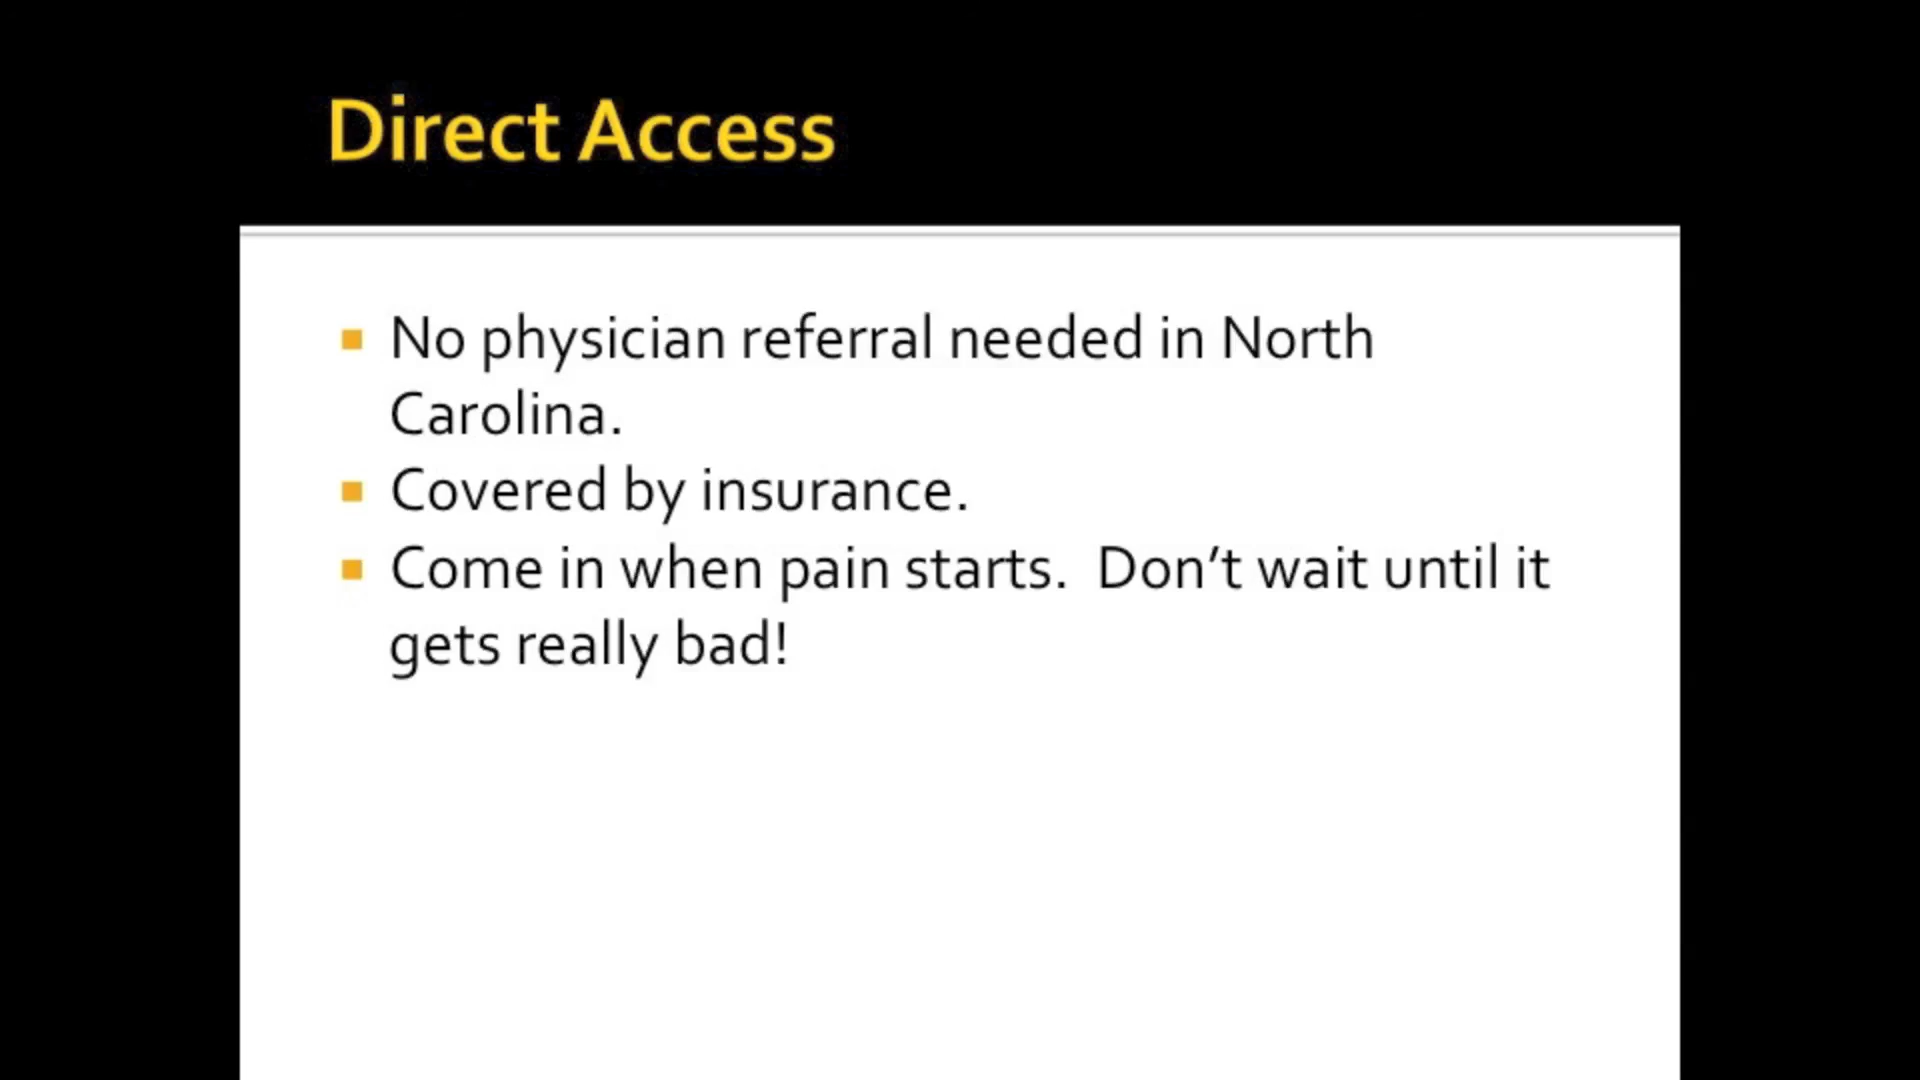 Direct Access
No physician referral needed in North
Carolina.
Covered by insurance.
Come in when pain starts.  Don’t wait until it
gets really bad!